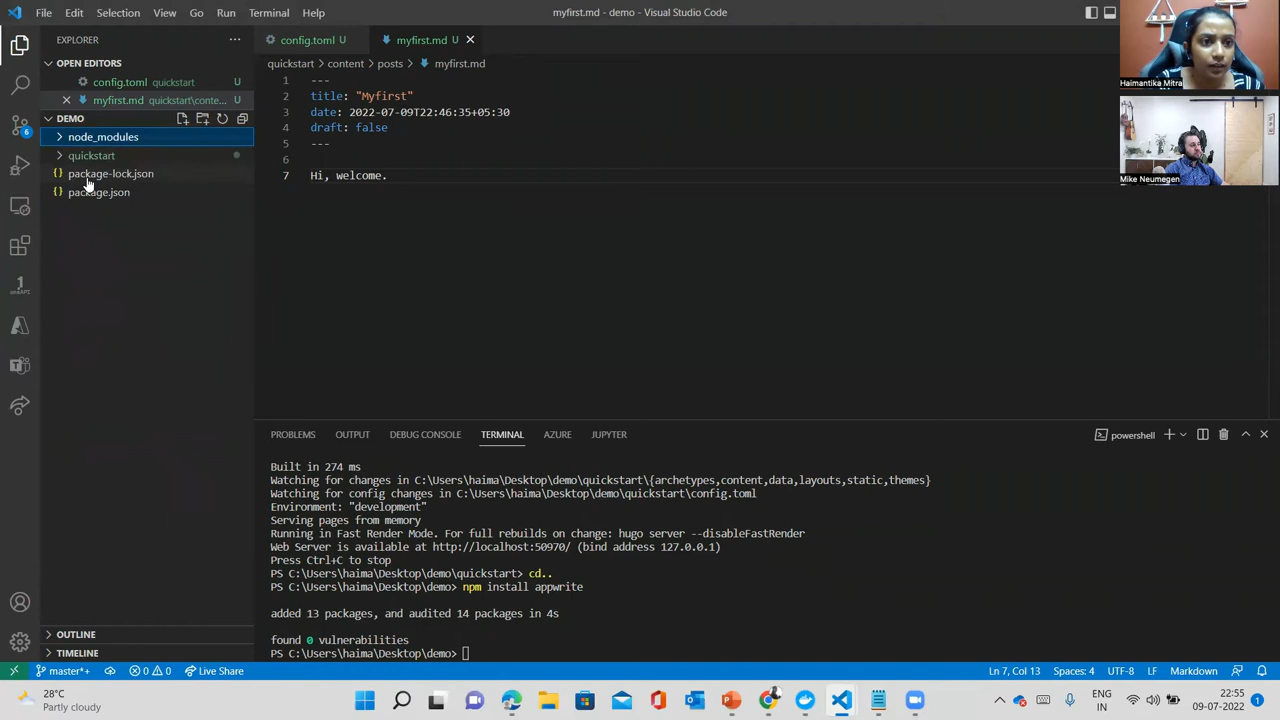 File Edit Selection View Go Run Terminal Help
myfirst.md - demo - Visual Studio Code
EXPLORER
OPEN EDITORS
config.toml quickstart U
myfirst.md quickstart\conte... U
DEMO
node_modules
quickstart
package-lock.json
package.json
OUTLINE
TIMELINE
config.toml U
myfirst.md U
quickstart > content > posts > myfirst.md
1 ---
2 title: "Myfirst"
3 date: 2022-07-09T22:46:35+05:30
4 draft: false
5 ---
6
7 Hi, welcome.
Haimantika Mitra
Mike Neumegen
PROBLEMS OUTPUT DEBUG CONSOLE TERMINAL AZURE JUPYTER
powershell
Built in 274 ms
Watching for changes in C:\Users\haima\Desktop\demo\quickstart\{archetypes,content,data,layouts,static,themes}
Watching for config changes in C:\Users\haima\Desktop\demo\quickstart\config.toml
Environment: "development"
Serving pages from memory
Running in Fast Render Mode. For full rebuilds on change: hugo server --disableFastRender
Web Server is available at http://localhost:50970/ (bind address 127.0.0.1)
Press Ctrl+C to stop
PS C:\Users\haima\Desktop\demo\quickstart> cd..
PS C:\Users\haima\Desktop\demo> npm install appwrite
added 13 packages, and audited 14 packages in 4s
found 0 vulnerabilities
PS C:\Users\haima\Desktop\demo>
6
master*+ 0 0 Live Share
Ln 7, Col 13 Spaces: 4 UTF-8 LF Markdown
28°C
Partly cloudy
ENG
IN
22:55
09-07-2022
1